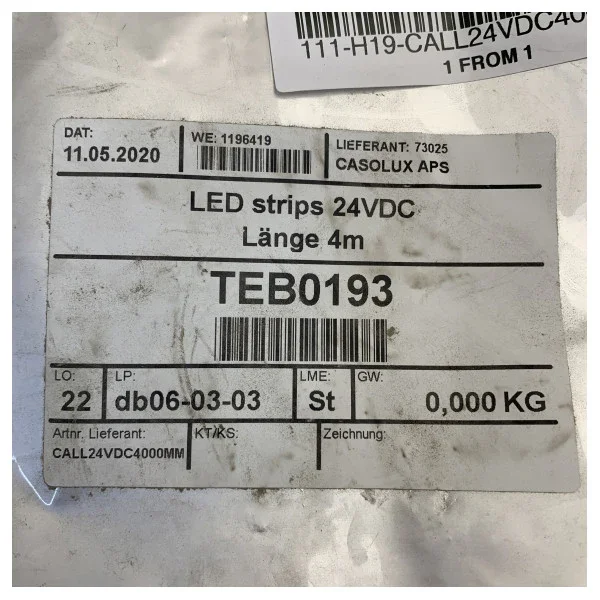 111-H19-CALL24VDC40
1 FROM 1
DAT:
11.05.2020
WE: 1196419
LIEFERANT: 73025
CASOLUX APS
LED strips 24VDC
Länge 4m
TEB0193
LO:
22
LP:
db06-03-03
LME:
St
GW:
0,000 KG
Artnr. Lieferant:
CALL24VDC4000MM
KT/KS:
Zeichnung: